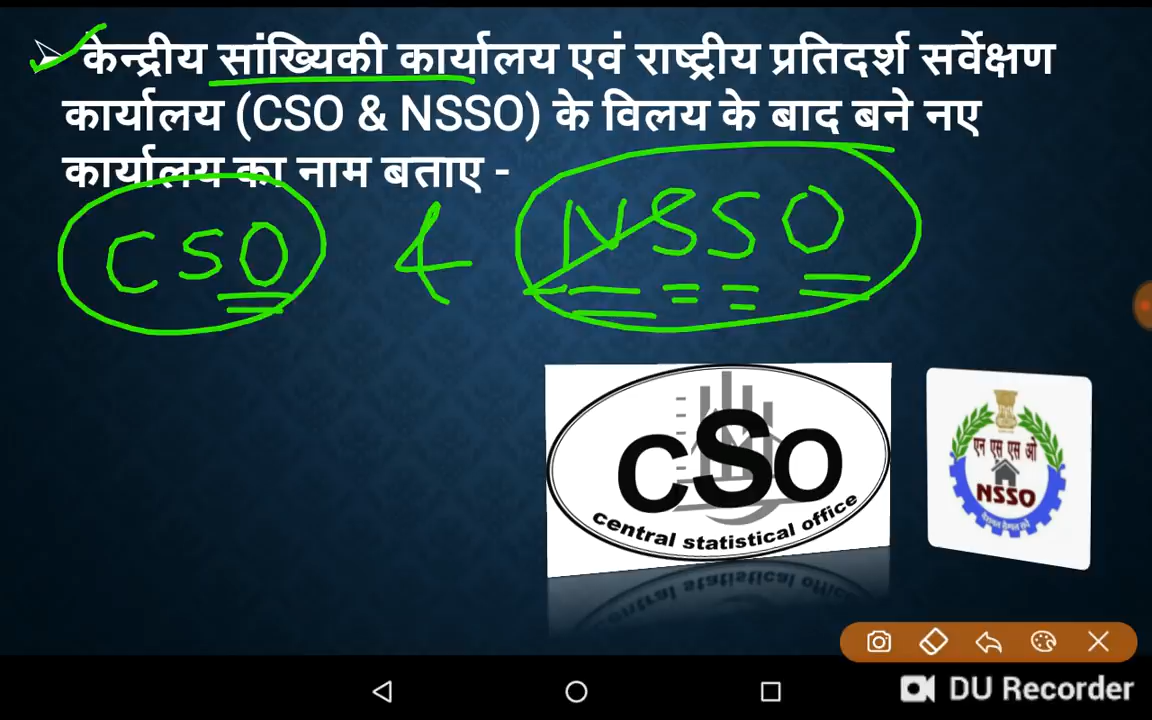 केन्द्रीय सांख्यिकी कार्यालय एवं राष्ट्रीय प्रतिदर्श सर्वेक्षण
कार्यालय (CSO & NSSO) के विलय के बाद बने नए
कार्यालय का नाम बताए -
CSO & NSSO
CSO
central statistical office
एन एस एस ओ
NSSO
DU Recorder